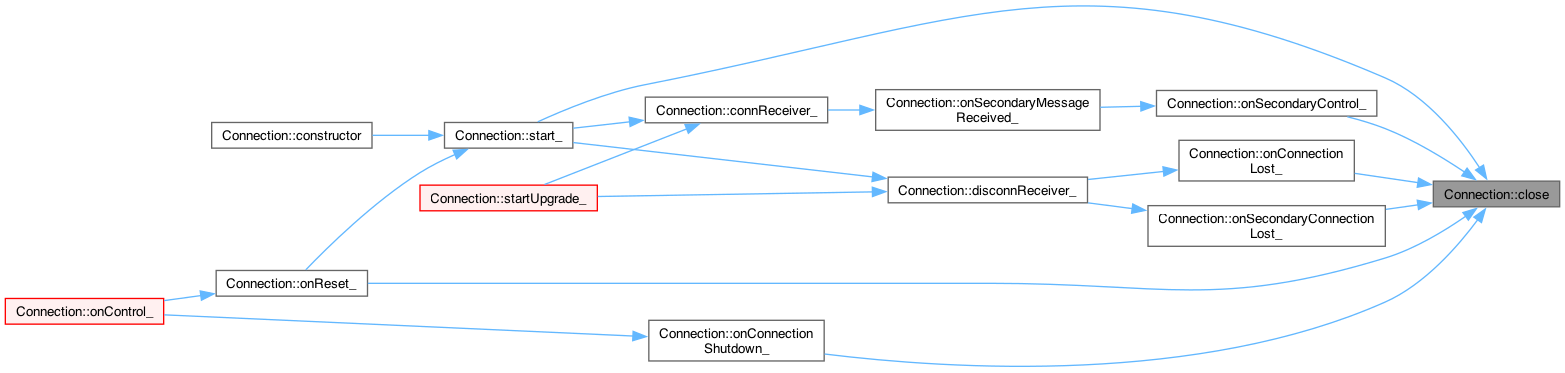 Connection::onControl_
Connection::constructor
Connection::onReset_
Connection::start_
Connection::startUpgrade_
Connection::connReceiver_
Connection::onConnection
Shutdown_
Connection::onSecondaryMessage
Received_
Connection::disconnReceiver_
Connection::onSecondaryControl_
Connection::onConnection
Lost_
Connection::onSecondaryConnection
Lost_
Connection::close